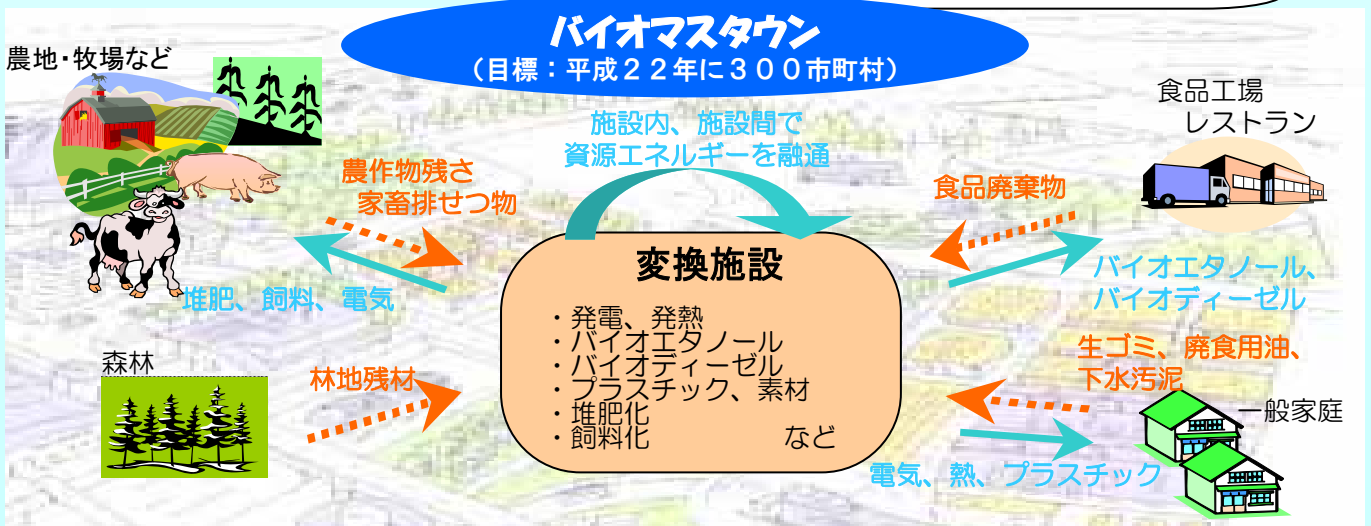 バイオマスタウン
(目標：平成２２年に３００市町村)
農地・牧場など
施設内、施設間で
資源エネルギーを融通
食品工場
レストラン
農作物残さ
家畜排せつ物
食品廃棄物
堆肥、飼料、電気
バイオエタノール、
バイオディーゼル
変換施設
・発電、発熱
・バイオエタノール
・バイオディーゼル
・プラスチック、素材
・堆肥化
・飼料化　　　　など
森林
林地残材
生ゴミ、廃食用油、
下水汚泥
一般家庭
電気、熱、プラスチック